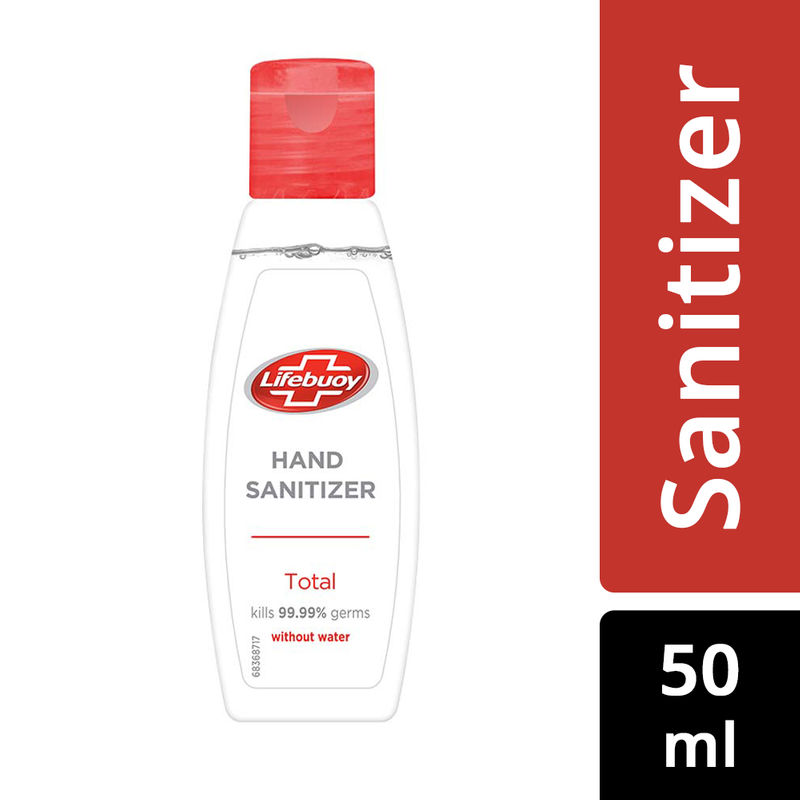 Lifebuoy
HAND
SANITIZER
Total
kills 99.99% germs
without water
68368717
Sanitizer
50
ml